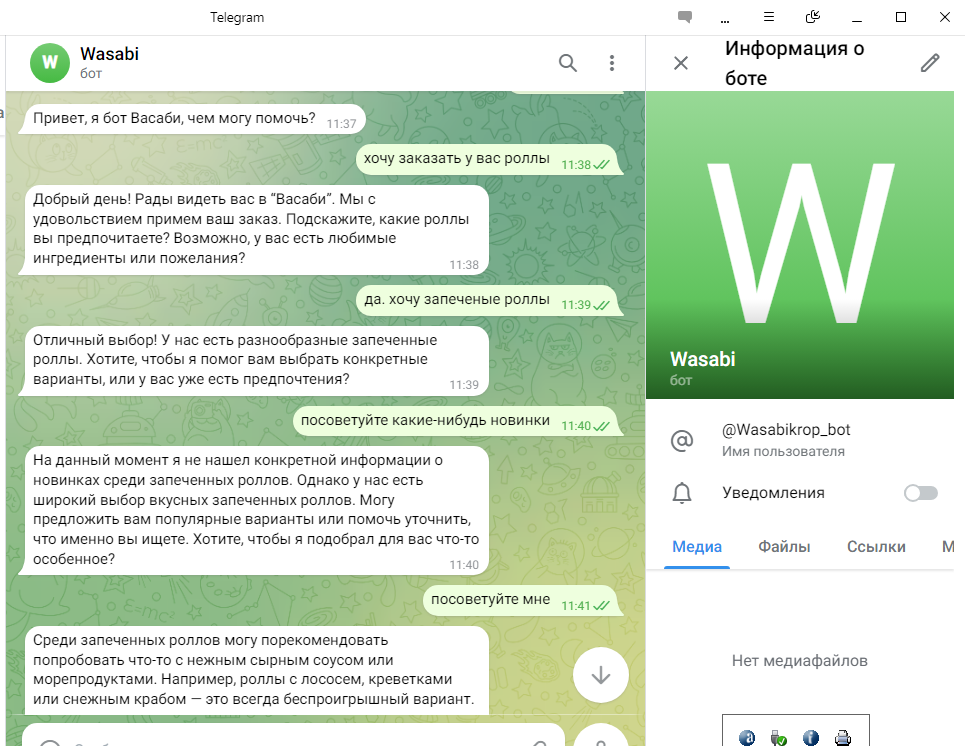 Telegram
W
Wasabi
бот
Привет, я бот Васаби, чем могу помочь? 11:37
хочу заказать у вас роллы 11:38
Добрый день! Рады видеть вас в “Васаби”. Мы с
удовольствием примем ваш заказ. Подскажите, какие роллы
вы предпочитаете? Возможно, у вас есть любимые
ингредиенты или пожелания?
11:38
да. хочу запеченые роллы 11:39
Отличный выбор! У нас есть разнообразные запеченные
роллы. Хотите, чтобы я помог вам выбрать конкретные
варианты, или у вас уже есть предпочтения?
11:39
посоветуйте какие-нибудь новинки 11:40
На данный момент я не нашел конкретной информации о
новинках среди запеченных роллов. Однако у нас есть
широкий выбор вкусных запеченных роллов. Могу
предложить вам популярные варианты или помочь уточнить,
что именно вы ищете. Хотите, чтобы я подобрал для вас что-то
особенное?
11:40
посоветуйте мне 11:41
Среди запеченных роллов могу порекомендовать
попробовать что-то с нежным сырным соусом или
морепродуктами. Например, роллы с лососем, креветками
или снежным крабом — это всегда беспроигрышный вариант.
Информация о
боте
W
Wasabi
бот
@Wasabikrop_bot
Имя пользователя
Уведомления
Медиа Файлы Ссылки
Нет медиафайлов